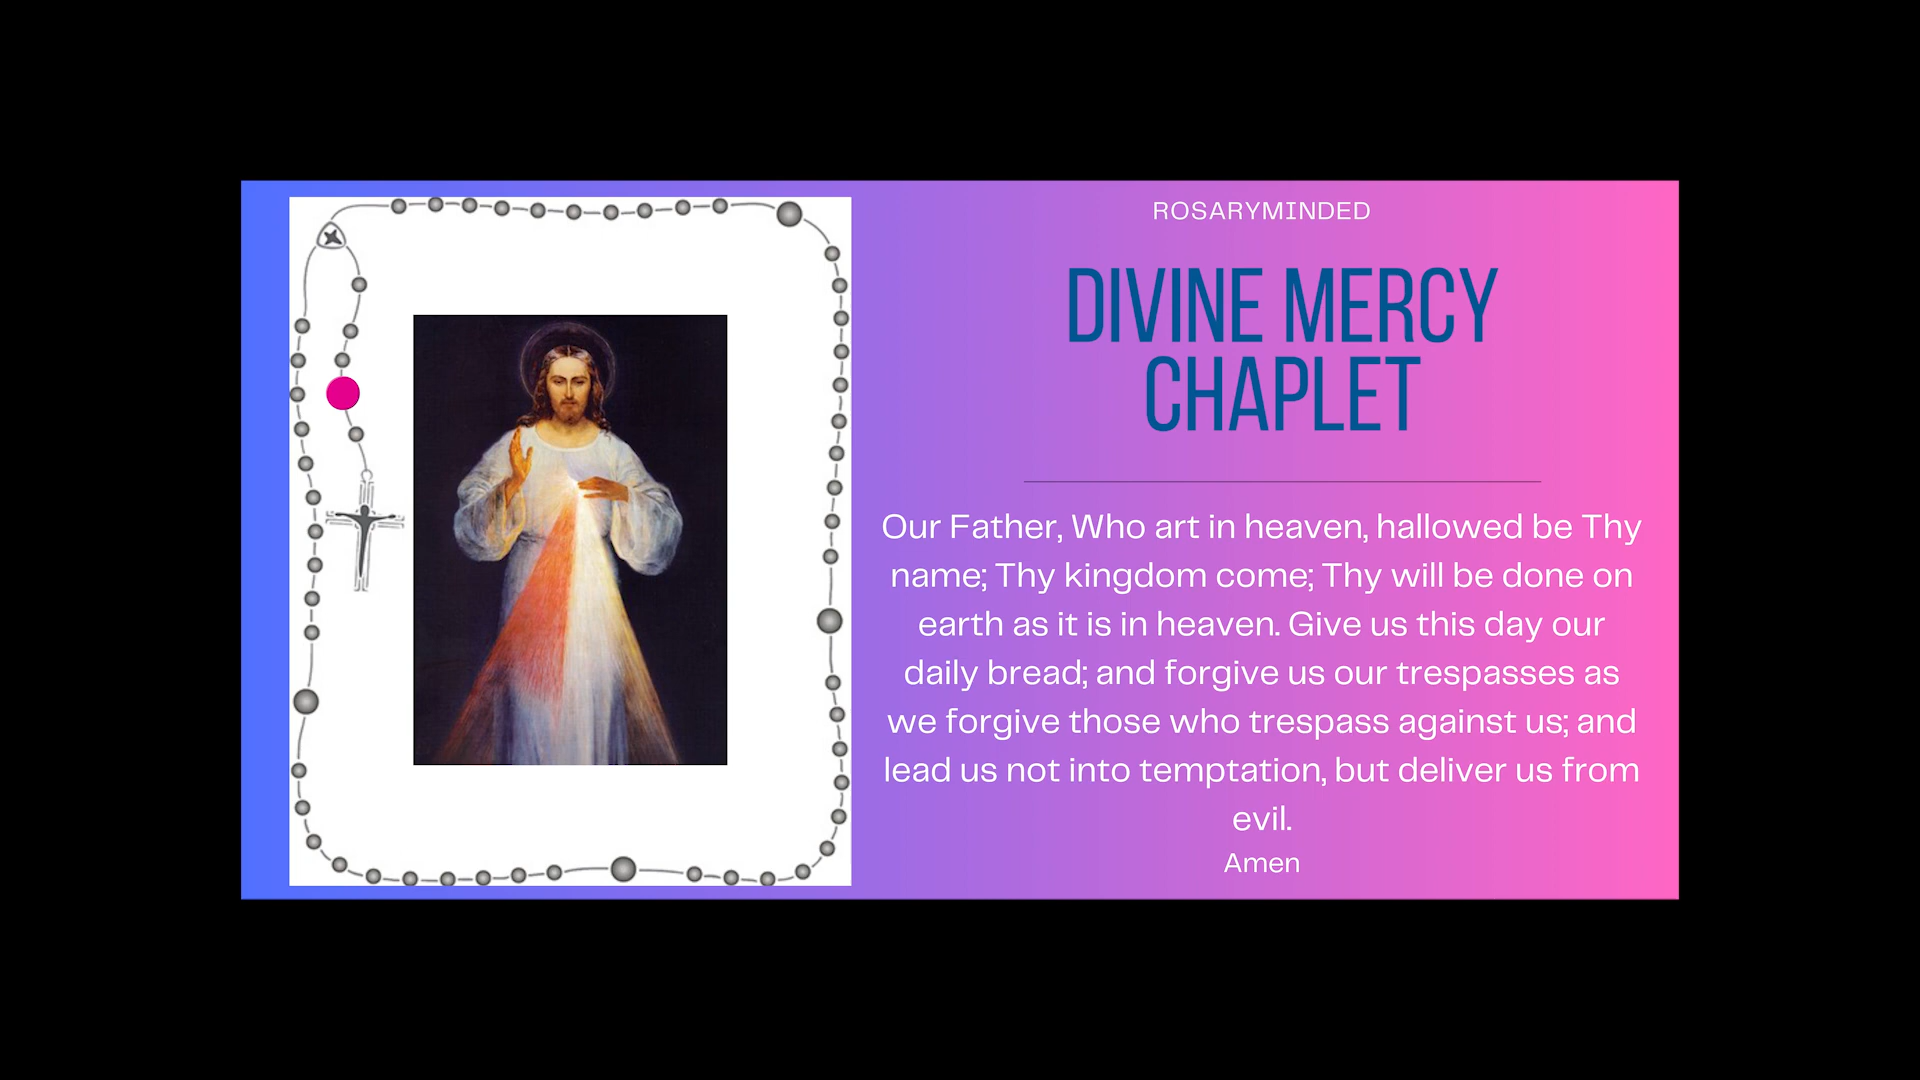 ROSARYMINDED
DIVINE MERCY
CHAPLET
Our Father, Who art in heaven, hallowed be Thy
name; Thy kingdom come; Thy will be done on
earth as it is in heaven. Give us this day our
daily bread; and forgive us our trespasses as
we forgive those who trespass against us; and
lead us not into temptation, but deliver us from
evil.
Amen